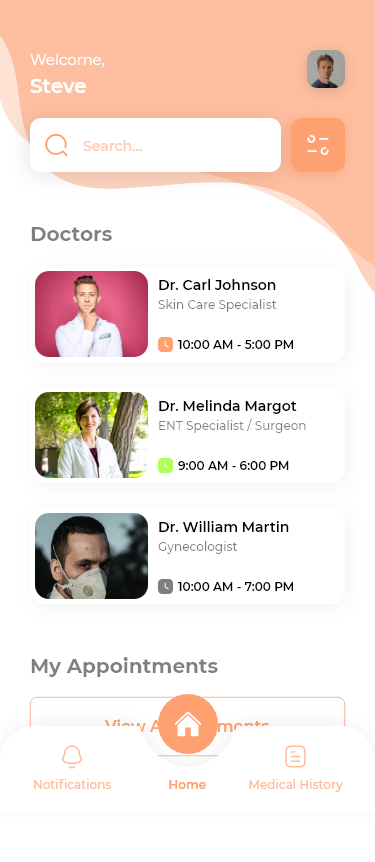 Welcome,
Steve
Search...
Doctors
Dr. Carl Johnson
Skin Care Specialist
10:00 AM - 5:00 PM
Dr. Melinda Margot
ENT Specialist / Surgeon
9:00 AM - 6:00 PM
Dr. William Martin
Gynecologist
10:00 AM - 7:00 PM
My Appointments
View
Notifications
Home
Medical History